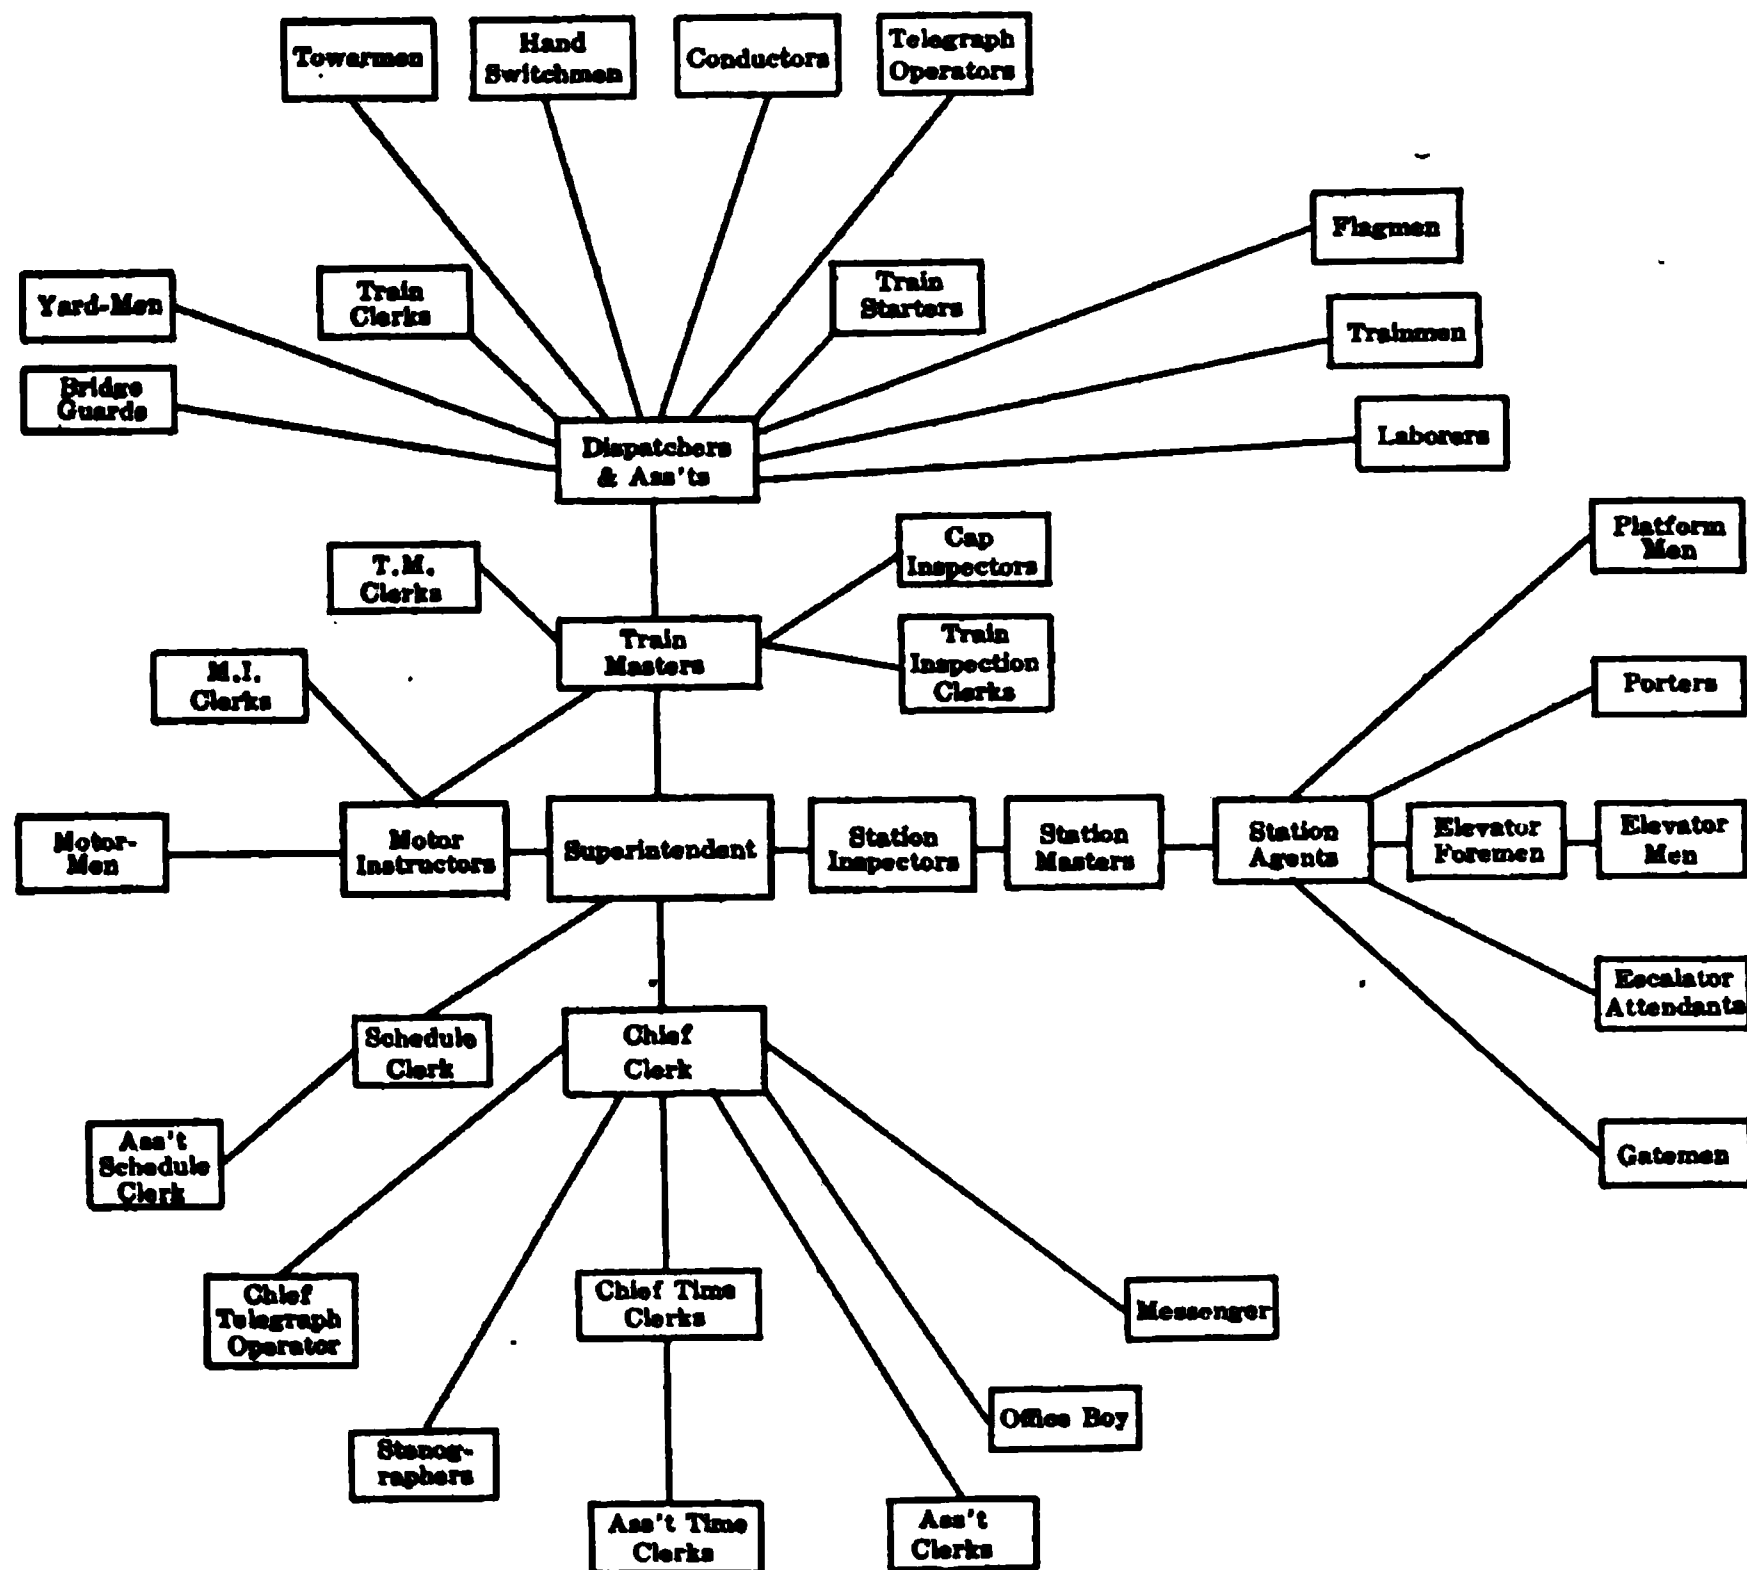 Towermen
Hand
Switchmen
Conductors
Telegraph
Operators
Flagmen
Yard-Men
Train
Clerks
Train
Starters
Trainmen
Bridge
Guards
Dispatchers
& Ass'ts
Laborers
T.M.
Clerks
Cap
Inspectors
Platform
Men
Train
Masters
Train
Inspection
Clerks
M.I.
Clerks
Porters
Motor-
Men
Motor
Instructors
Superintendent
Station
Inspectors
Station
Masters
Station
Agents
Elevator
Foremen
Elevator
Men
Escalator
Attendants
Schedule
Clerk
Chief
Clerk
Ass't
Schedule
Clerk
Gatemen
Chief
Telegraph
Operator
Chief Time
Clerks
Messenger
Office Boy
Stenog-
raphers
Ass't Time
Clerks
Ass't
Clerks